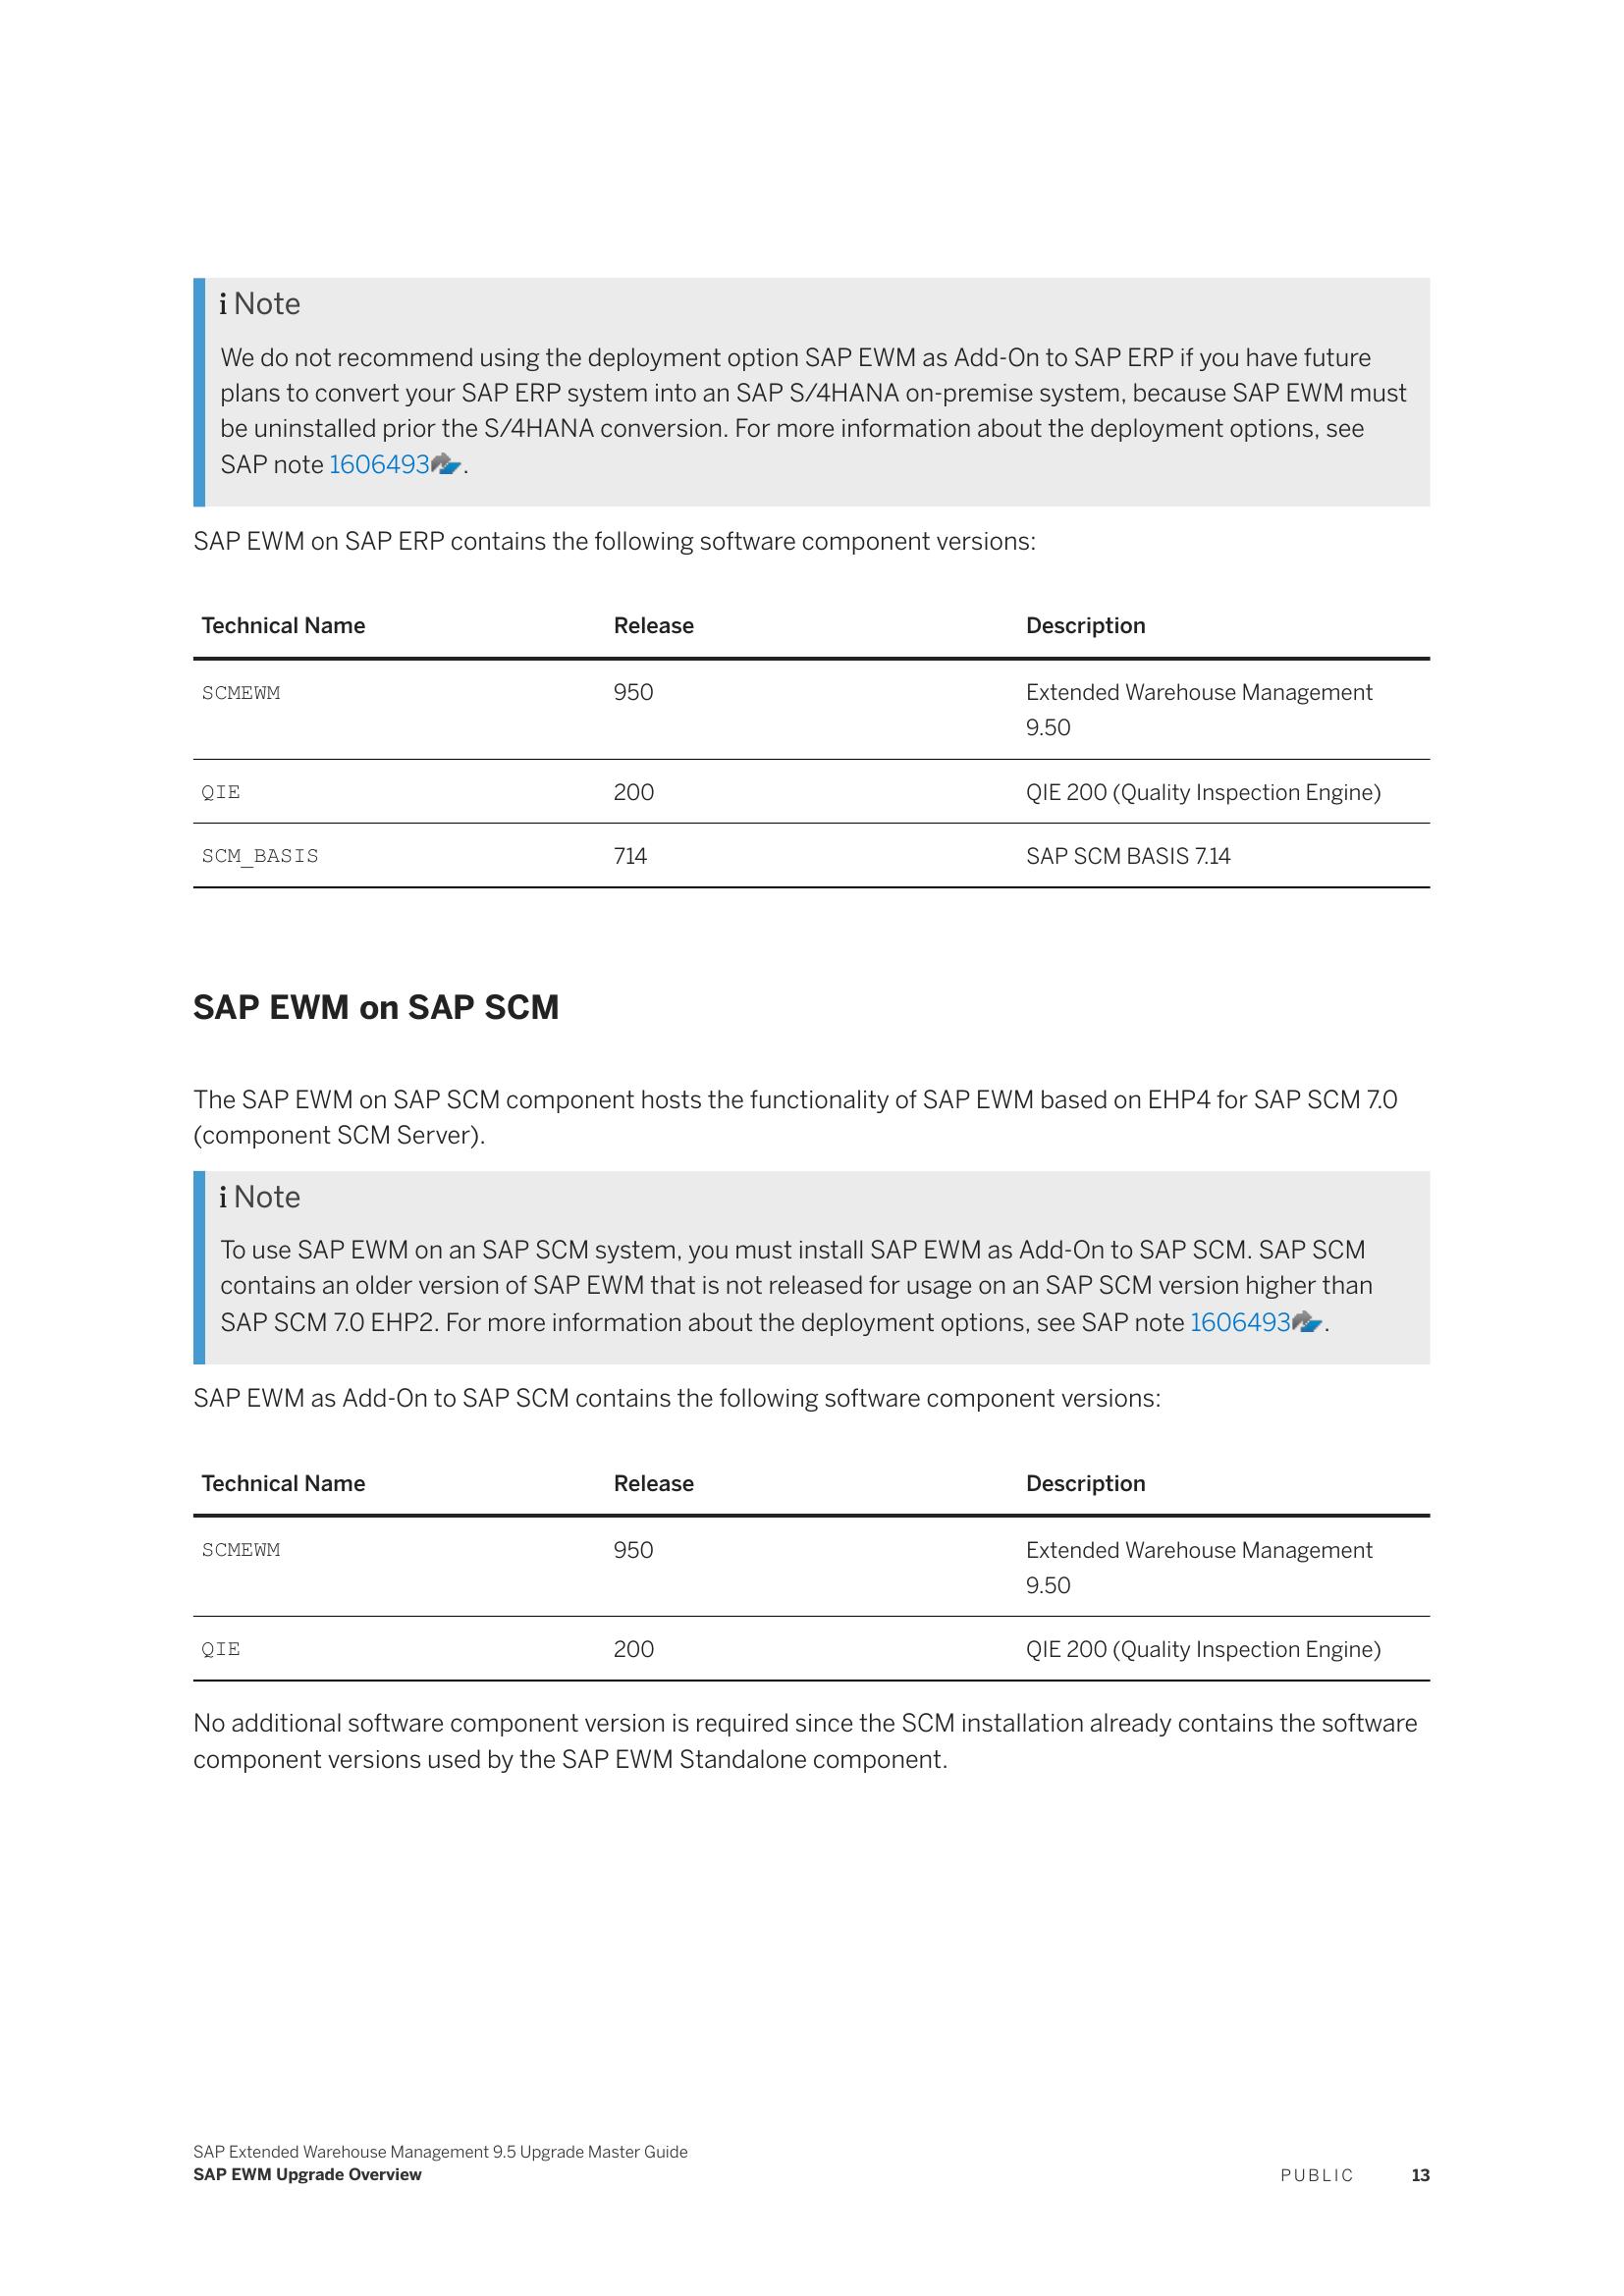 i Note
We do not recommend using the deployment option SAP EWM as Add-On to SAP ERP if you have future
plans to convert your SAP ERP system into an SAP S/4HANA on-premise system, because SAP EWM must
be uninstalled prior the S/4HANA conversion. For more information about the deployment options, see
SAP note 1606493.
SAP EWM on SAP ERP contains the following software component versions:
Technical Name Release Description
SCMEWM 950 Extended Warehouse Management
9.50
QIE 200 QIE 200 (Quality Inspection Engine)
SCM_BASIS 714 SAP SCM BASIS 7.14
SAP EWM on SAP SCM
The SAP EWM on SAP SCM component hosts the functionality of SAP EWM based on EHP4 for SAP SCM 7.0
(component SCM Server).
i Note
To use SAP EWM on an SAP SCM system, you must install SAP EWM as Add-On to SAP SCM. SAP SCM
contains an older version of SAP EWM that is not released for usage on an SAP SCM version higher than
SAP SCM 7.0 EHP2. For more information about the deployment options, see SAP note 1606493.
SAP EWM as Add-On to SAP SCM contains the following software component versions:
Technical Name Release Description
SCMEWM 950 Extended Warehouse Management
9.50
QIE 200 QIE 200 (Quality Inspection Engine)
No additional software component version is required since the SCM installation already contains the software
component versions used by the SAP EWM Standalone component.
SAP Extended Warehouse Management 9.5 Upgrade Master Guide
SAP EWM Upgrade Overview PUBLIC 13